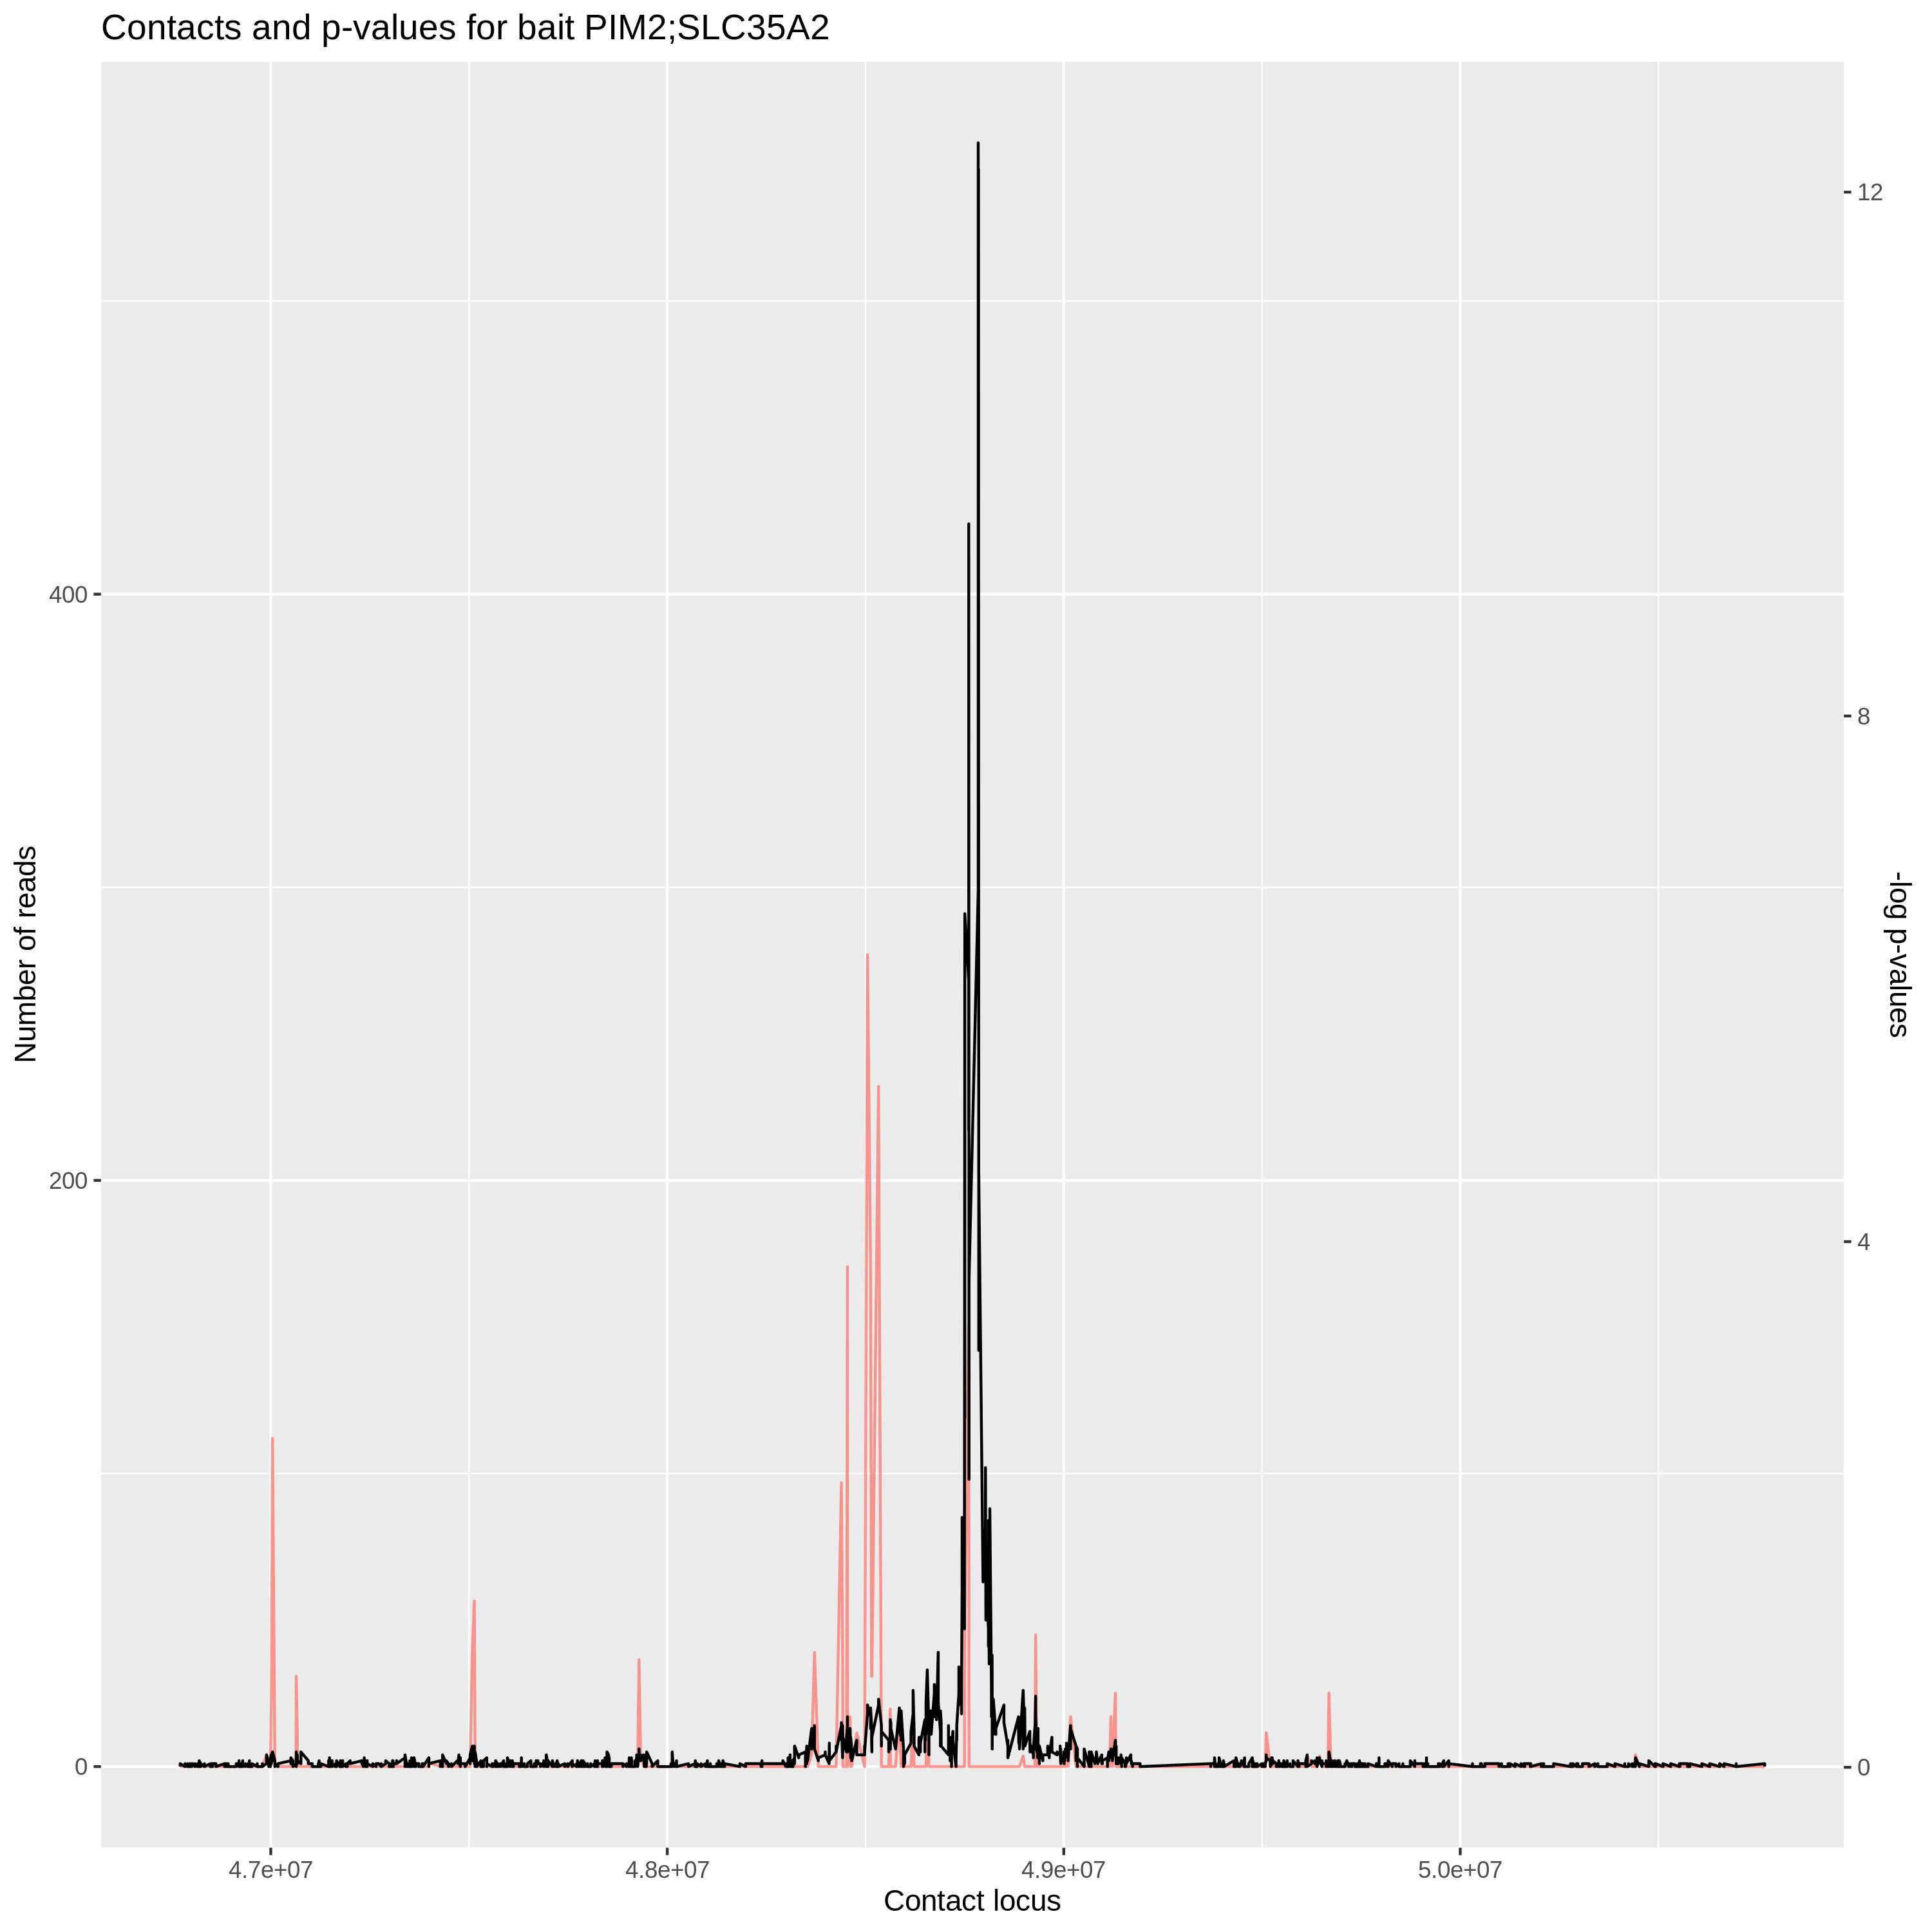 Contacts and p-values for bait PIM2;SLC35A2
12
400
8
Number of reads
-log p-values
200
4
0
0
4.7e+07
4.8e+07
4.9e+07
5.0e+07
Contact locus